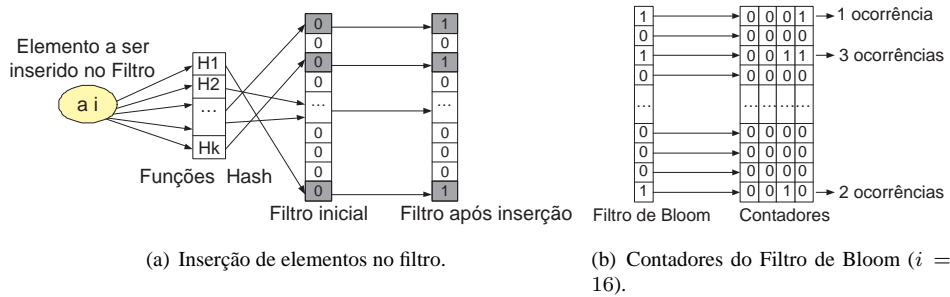 Elemento a ser
inserido no Filtro
a i
H1
H2
...
Hk
Funções Hash
0
0
0
0
...
0
0
0
0
Filtro inicial
1
0
1
0
...
0
0
0
1
Filtro após inserção
(a) Inserção de elementos no filtro.
1 0 0 0 1 1 ocorrência
0 0 0 0 0
1 0 0 1 1 3 ocorrências
0 0 0 0 0
... ... ... ... ...
0 0 0 0 0
0 0 0 0 0
0 0 0 0 0
1 0 0 1 0 2 ocorrências
Filtro de Bloom Contadores
(b) Contadores do Filtro de Bloom (i =
16).